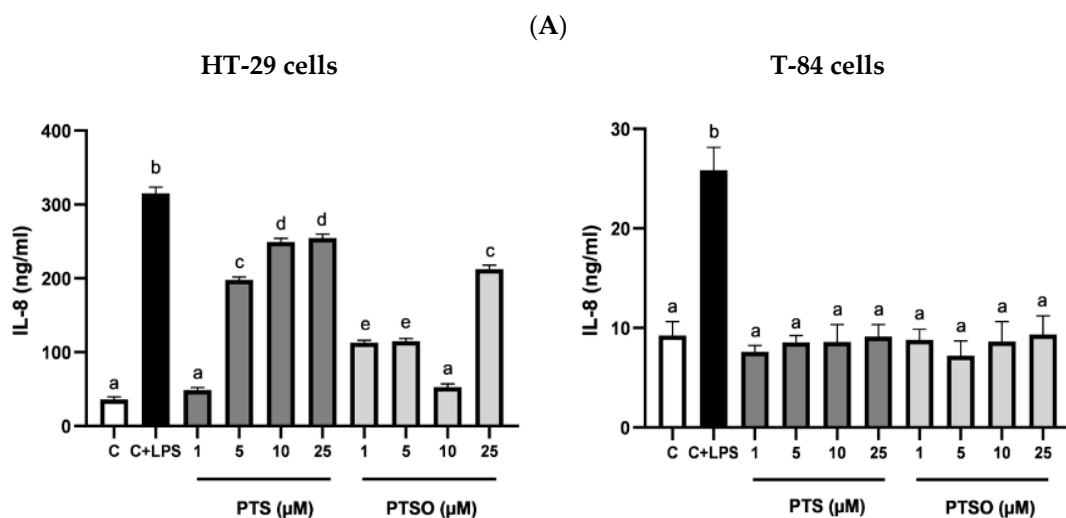 (A)
HT-29 cells
IL-8 (ng/ml)
400
300
200
100
0
a
b
a
c
d
d
e
e
a
c
C C+LPS 1 5 10 25 1 5 10 25
PTS (μM) PTSO (μM)
T-84 cells
IL-8 (ng/ml)
30
20
10
0
a
b
a
a
a
a
a
a
a
a
C C+LPS 1 5 10 25 1 5 10 25
PTS (μM) PTSO (μM)